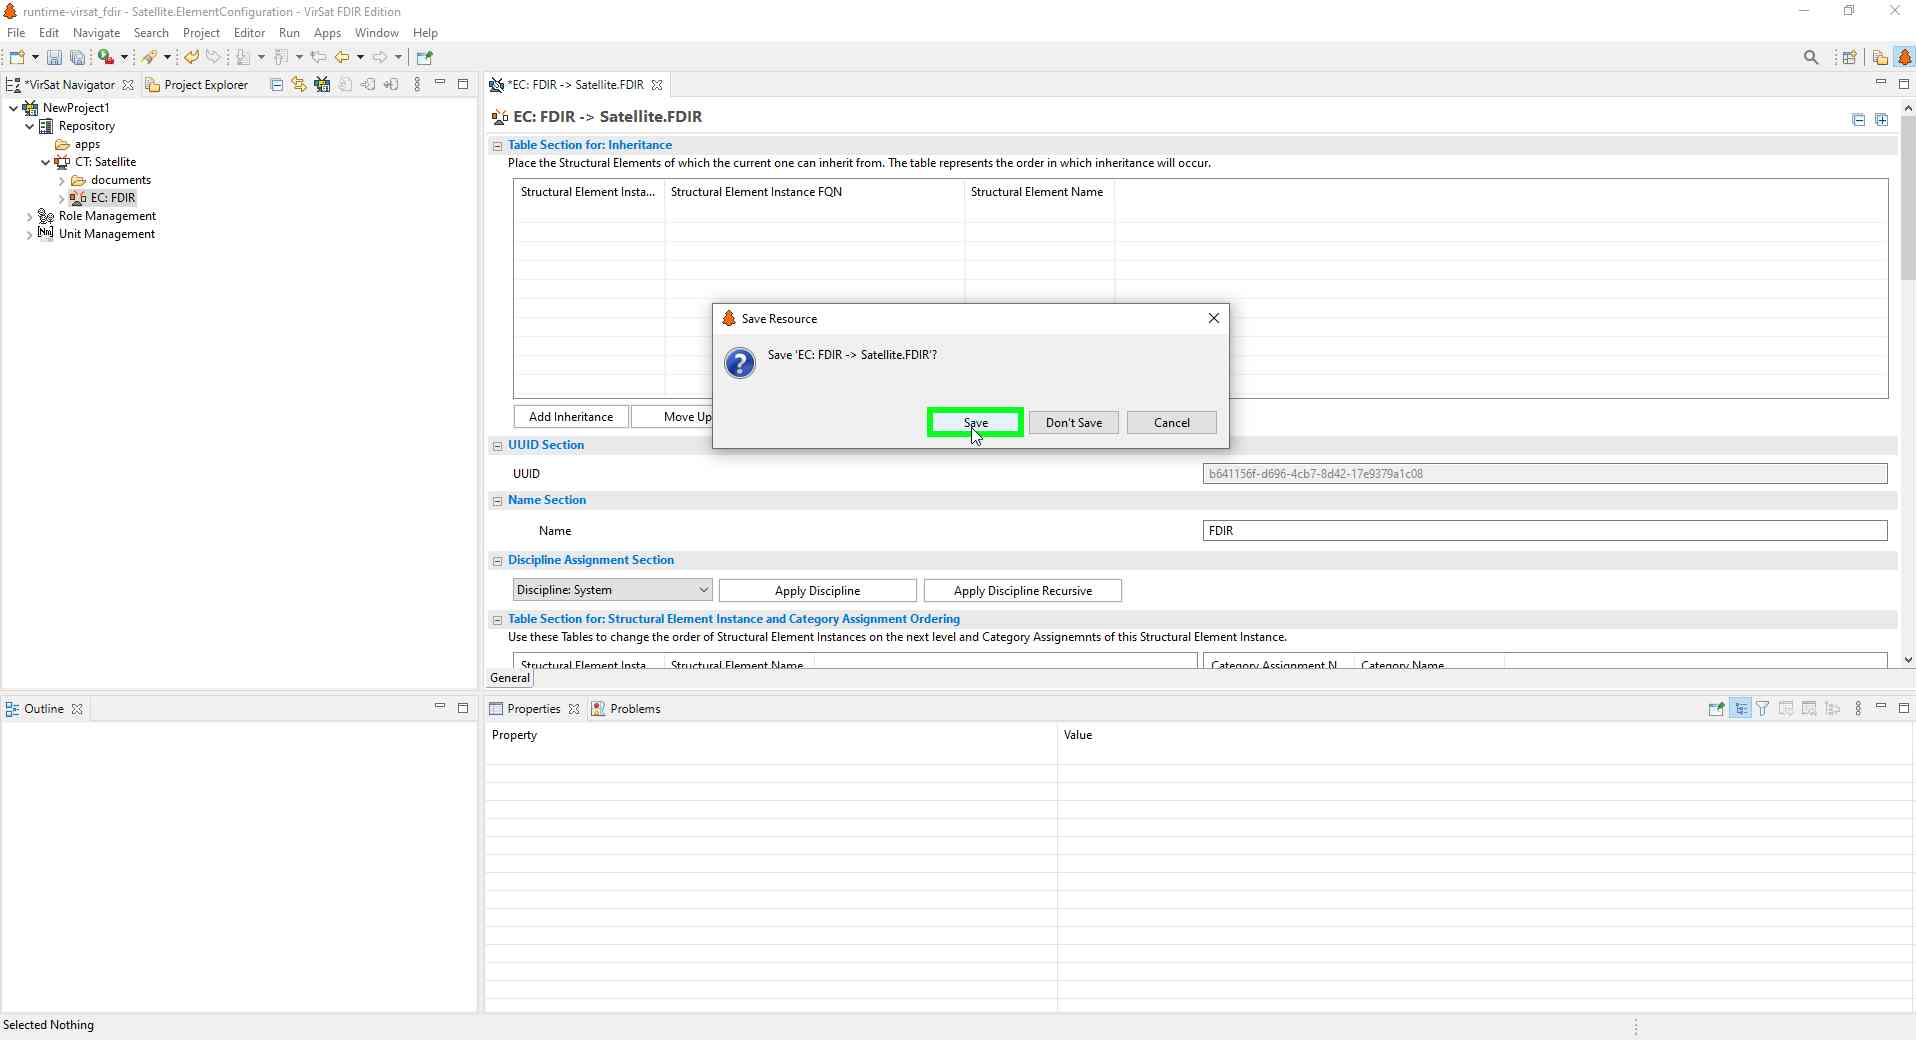 runtime-virsat_fdir - Satellite.ElementConfiguration - VirSat FDIR Edition
File Edit Navigate Search Project Editor Run Apps Window Help
*VirSat Navigator
Project Explorer
*EC: FDIR -> Satellite.FDIR
NewProject1
Repository
apps
CT: Satellite
documents
EC: FDIR
Role Management
Unit Management
EC: FDIR -> Satellite.FDIR
Table Section for: Inheritance
Place the Structural Elements of which the current one can inherit from. The table represents the order in which inheritance will occur.
Structural Element Insta... Structural Element Instance FQN Structural Element Name
Save Resource
Save 'EC: FDIR -> Satellite.FDIR'?
Save Don't Save Cancel
Add Inheritance Move Up
UUID Section
UUID b641156f-d696-4cb7-8d42-17e9379a1c08
Name Section
Name FDIR
Discipline Assignment Section
Discipline: System Apply Discipline Apply Discipline Recursive
Table Section for: Structural Element Instance and Category Assignment Ordering
Use these Tables to change the order of Structural Element Instances on the next level and Category Assignemnts of this Structural Element Instance.
Structural Element Insta... Structural Element Name Category Assignment N... Category Name
General
Outline
Properties Problems
Property Value
Selected Nothing